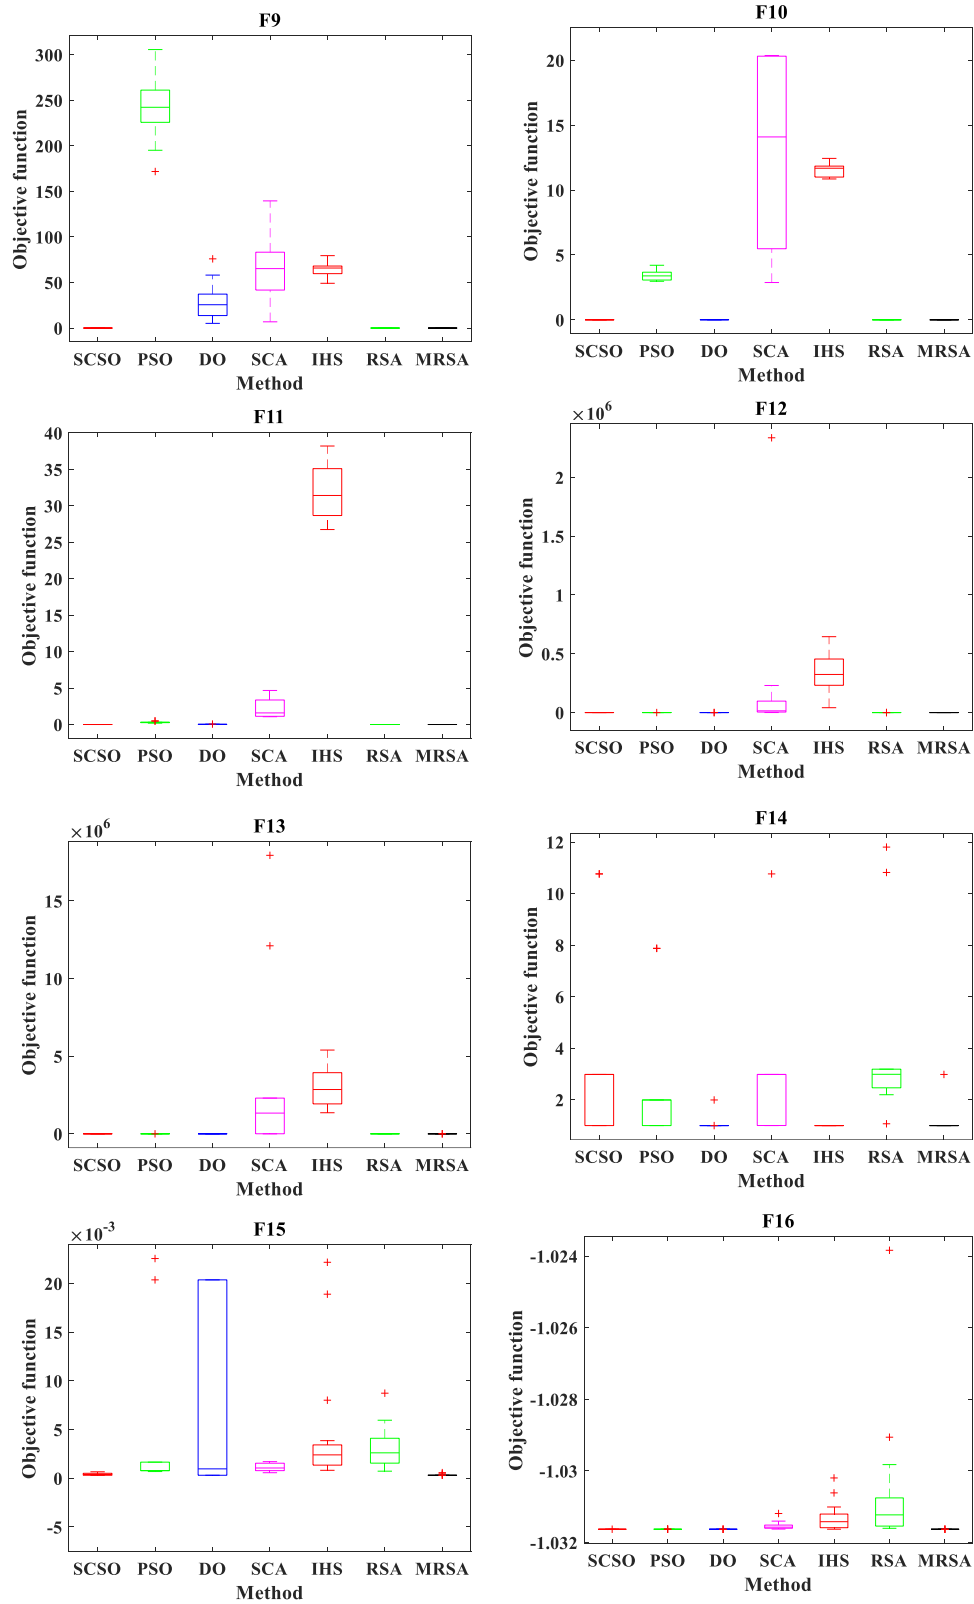 F9
300
250
200
150
100
50
0
Objective function
SCSO PSO DO SCA IHS RSA MRSA
Method
F10
20
15
10
5
0
Objective function
SCSO PSO DO SCA IHS RSA MRSA
Method
F11
40
35
30
25
20
15
10
5
0
Objective function
SCSO PSO DO SCA IHS RSA MRSA
Method
F12
×10^6
2
1.5
1
0.5
0
Objective function
SCSO PSO DO SCA IHS RSA MRSA
Method
F13
×10^6
15
10
5
0
Objective function
SCSO PSO DO SCA IHS RSA MRSA
Method
F14
12
10
8
6
4
2
Objective function
SCSO PSO DO SCA IHS RSA MRSA
Method
F15
×10^-3
20
15
10
5
0
-5
Objective function
SCSO PSO DO SCA IHS RSA MRSA
Method
F16
-1.024
-1.026
-1.028
-1.03
-1.032
Objective function
SCSO PSO DO SCA IHS RSA MRSA
Method